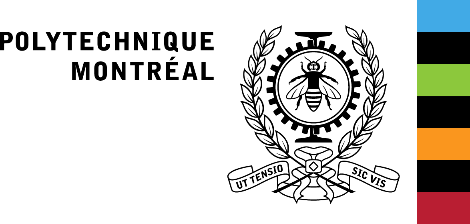 POLYTECHNIQUE
MONTRÉAL
UT TENSIO
SIC VIS